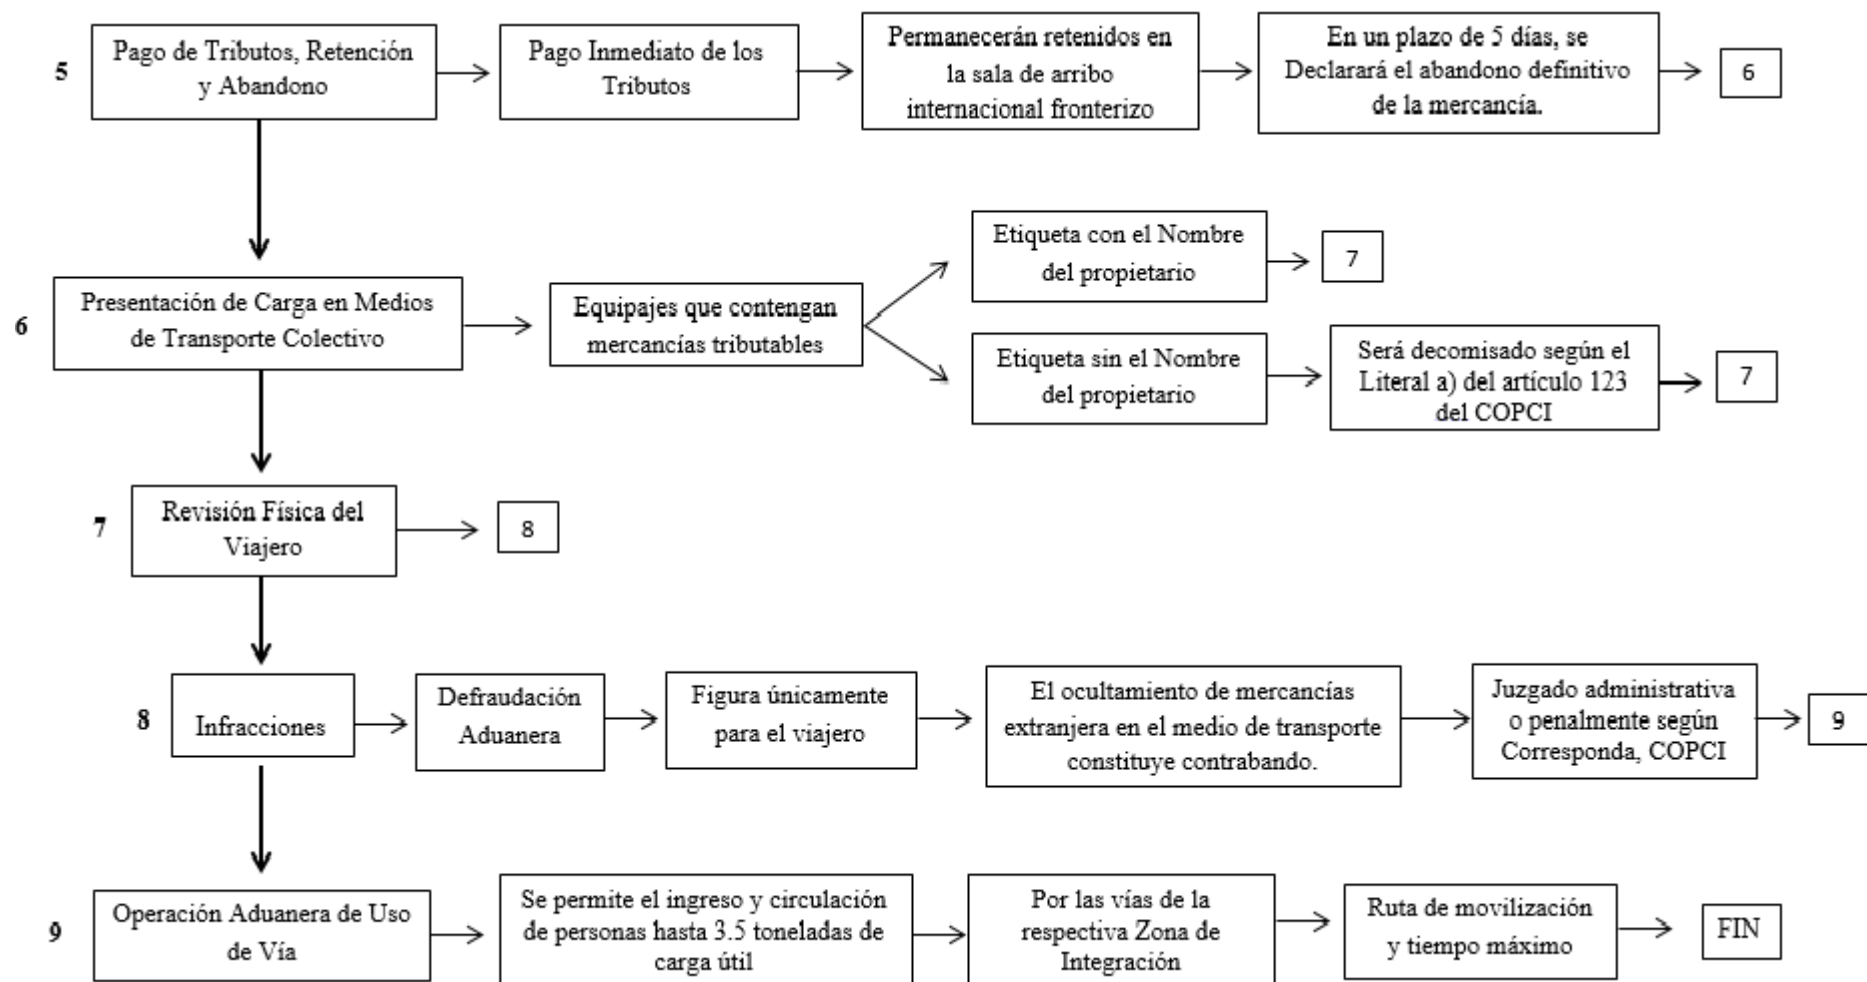 5
Pago de Tributos, Retención
y Abandono
Pago Inmediato de los
Tributos
Permanecerán retenidos en
la sala de arribo
internacional fronterizo
En un plazo de 5 días, se
Declarará el abandono definitivo
de la mercancía.
6
6
Presentación de Carga en Medios
de Transporte Colectivo
Equipajes que contengan
mercancías tributables
Etiqueta con el Nombre
del propietario
7
Etiqueta sin el Nombre
del propietario
Será decomisado según el
Literal a) del artículo 123
del COPCI
7
7
Revisión Física del
Viajero
8
8
Infracciones
Defraudación
Aduanera
Figura únicamente
para el viajero
El ocultamiento de mercancías
extranjera en el medio de transporte
constituye contrabando.
Juzgado administrativa
o penalmente según
Corresponda, COPCI
9
9
Operación Aduanera de Uso
de Vía
Se permite el ingreso y circulación
de personas hasta 3.5 toneladas de
carga útil
Por las vías de la
respectiva Zona de
Integración
Ruta de movilización
y tiempo máximo
FIN